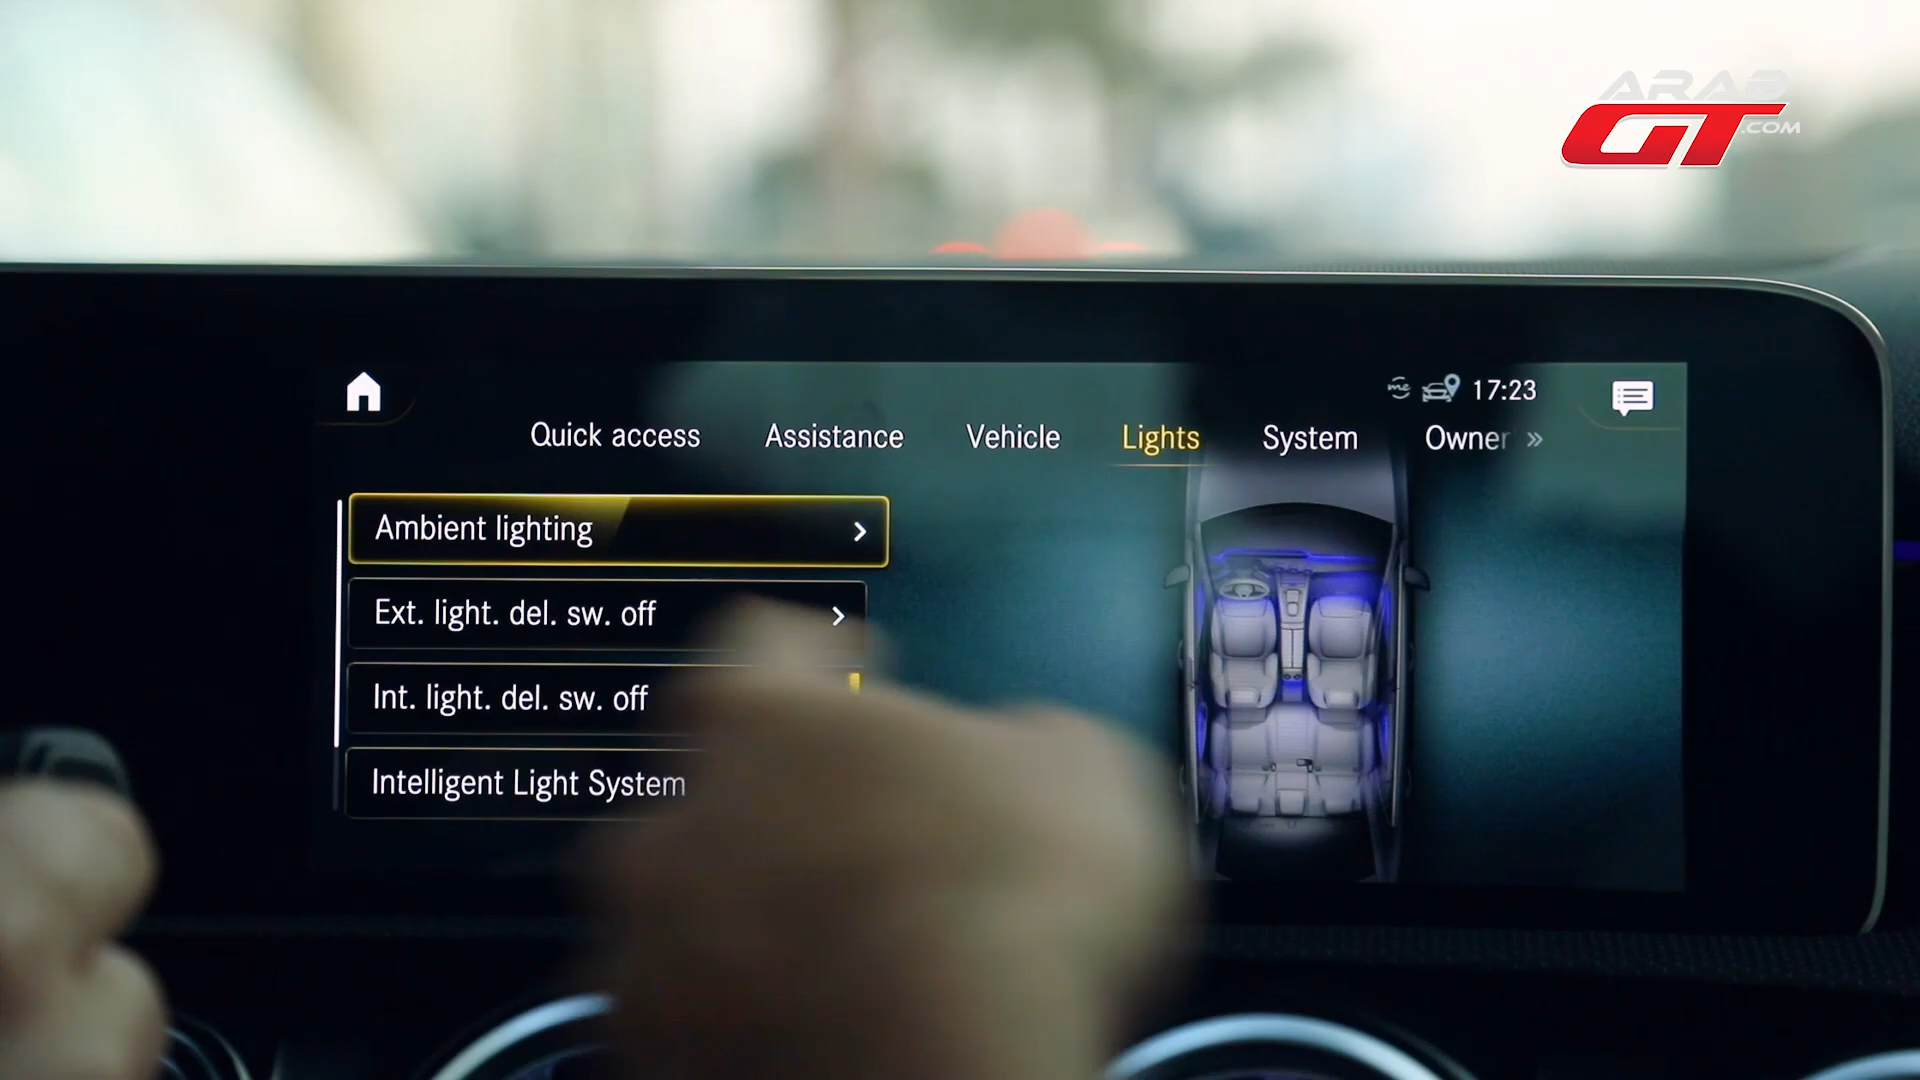 ARAB
GT.COM
me 17:23
Quick access Assistance Vehicle Lights System Owner »
Ambient lighting
Ext. light. del. sw. off
Int. light. del. sw. off
Intelligent Light System